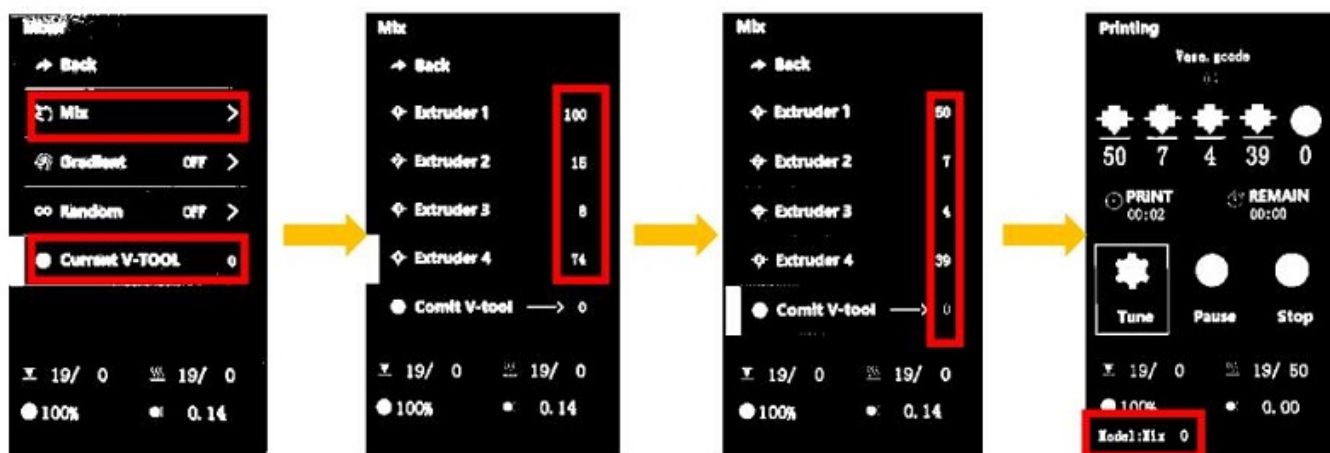 Mixer
Back
Mix
Gradient OFF
Random OFF
Current V-TOOL 0
19/ 0 19/ 0
100% 0.14
Mix
Back
Extruder 1 100
Extruder 2 15
Extruder 3 8
Extruder 4 74
Comit V-tool 0
19/ 0 19/ 0
100% 0.14
Mix
Back
Extruder 1 50
Extruder 2 7
Extruder 3 4
Extruder 4 39
Comit V-tool 0
19/ 0 19/ 0
100% 0.14
Printing
Vase.gcode
50 7 4 39 0
PRINT REMAIN
00:02 00:00
Tune Pause Stop
19/ 0 19/ 50
100% 0.00
Model:Mix 0